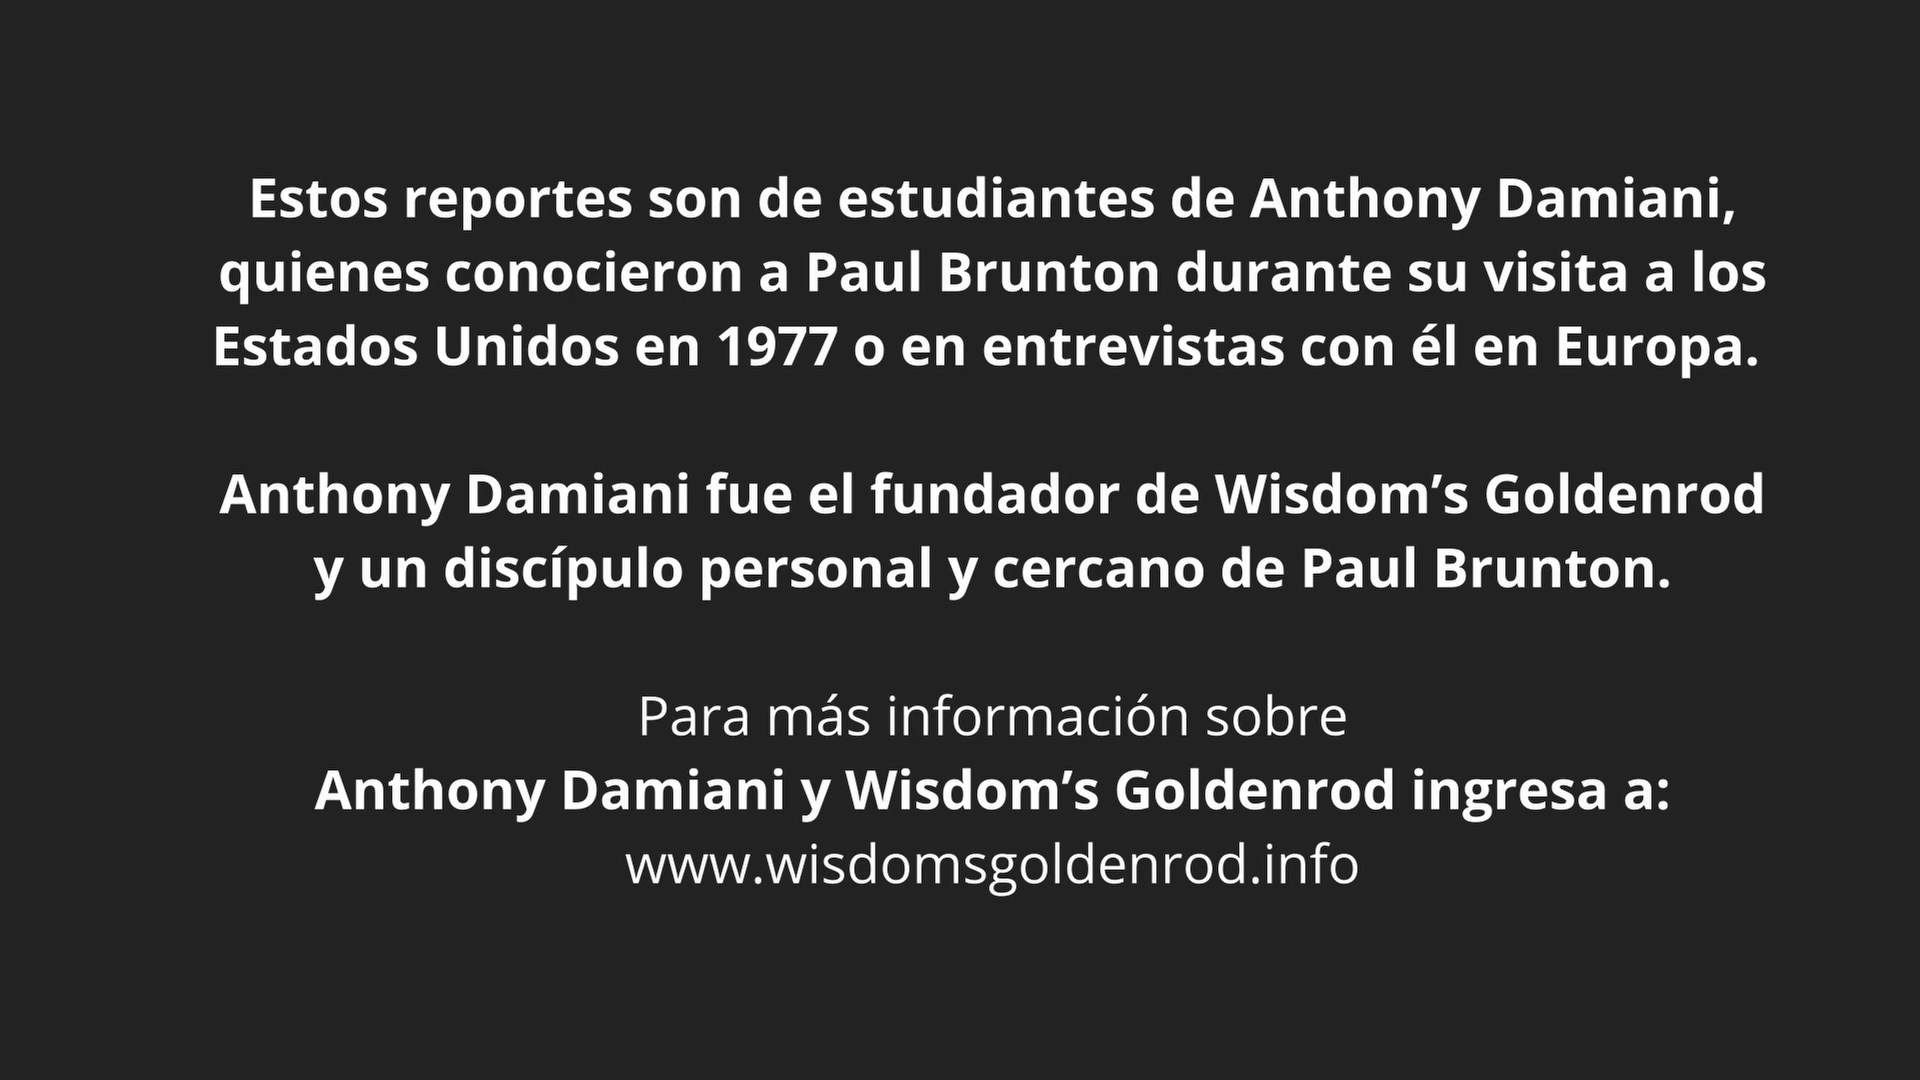 Estos reportes son de estudiantes de Anthony Damiani,
quienes conocieron a Paul Brunton durante su visita a los
Estados Unidos en 1977 o en entrevistas con él en Europa.
Anthony Damiani fue el fundador de Wisdom’s Goldenrod
y un discípulo personal y cercano de Paul Brunton.
Para más información sobre
Anthony Damiani y Wisdom’s Goldenrod ingresa a:
www.wisdomsgoldenrod.info